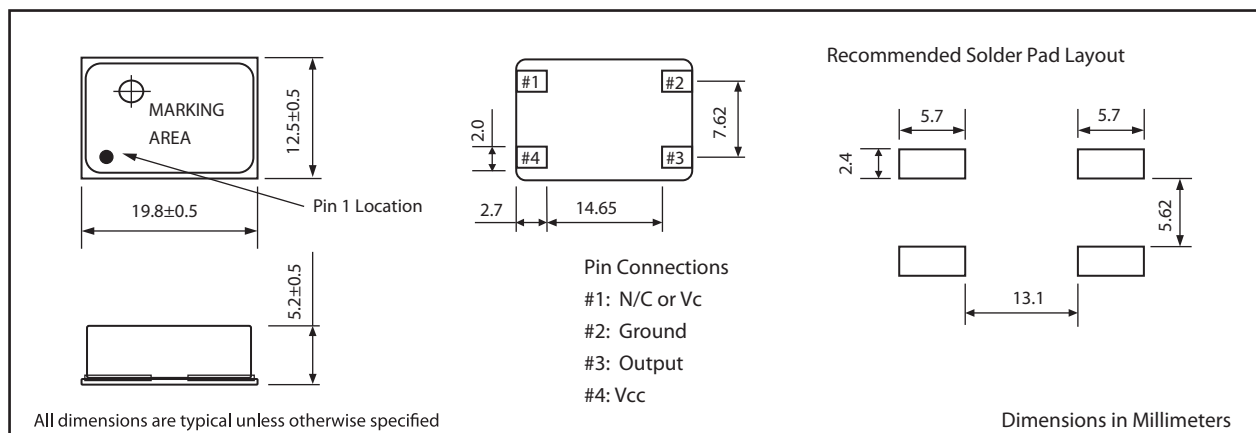 MARKING
AREA
12.5±0.5
Pin 1 Location
19.8±0.5
5.2±0.5
All dimensions are typical unless otherwise specified
#1
#2
#4
#3
2.0
7.62
2.7
14.65
Pin Connections
#1: N/C or Vc
#2: Ground
#3: Output
#4: Vcc
Recommended Solder Pad Layout
5.7
5.7
2.4
5.62
13.1
Dimensions in Millimeters